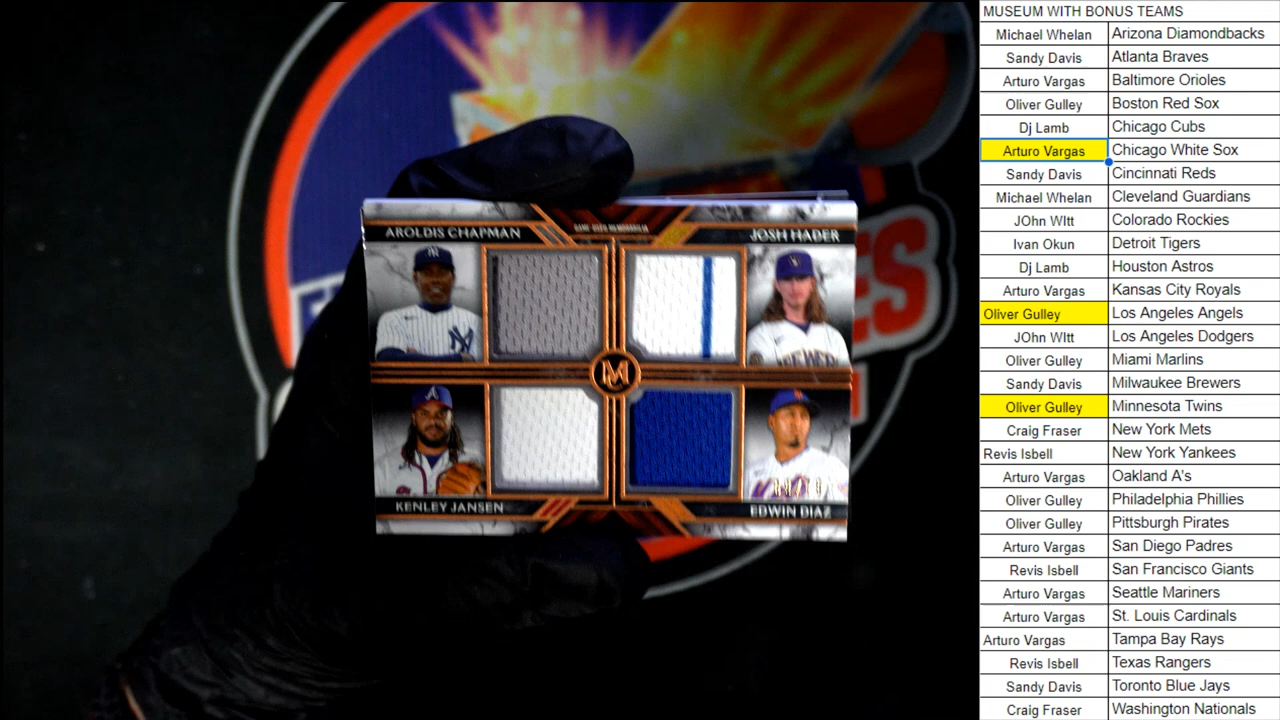 AROLDIS CHAPMAN
JOSH HADER
KENLEY JANSEN
EDWIN DIAZ
M
NY
A
ES
MUSEUM WITH BONUS TEAMS
Michael Whelan Arizona Diamondbacks
Sandy Davis Atlanta Braves
Arturo Vargas Baltimore Orioles
Oliver Gulley Boston Red Sox
Dj Lamb Chicago Cubs
Arturo Vargas Chicago White Sox
Sandy Davis Cincinnati Reds
Michael Whelan Cleveland Guardians
JOhn WItt Colorado Rockies
Ivan Okun Detroit Tigers
Dj Lamb Houston Astros
Arturo Vargas Kansas City Royals
Oliver Gulley Los Angeles Angels
JOhn WItt Los Angeles Dodgers
Oliver Gulley Miami Marlins
Sandy Davis Milwaukee Brewers
Oliver Gulley Minnesota Twins
Craig Fraser New York Mets
Revis Isbell New York Yankees
Arturo Vargas Oakland A's
Oliver Gulley Philadelphia Phillies
Oliver Gulley Pittsburgh Pirates
Arturo Vargas San Diego Padres
Revis Isbell San Francisco Giants
Arturo Vargas Seattle Mariners
Arturo Vargas St. Louis Cardinals
Arturo Vargas Tampa Bay Rays
Revis Isbell Texas Rangers
Sandy Davis Toronto Blue Jays
Craig Fraser Washington Nationals